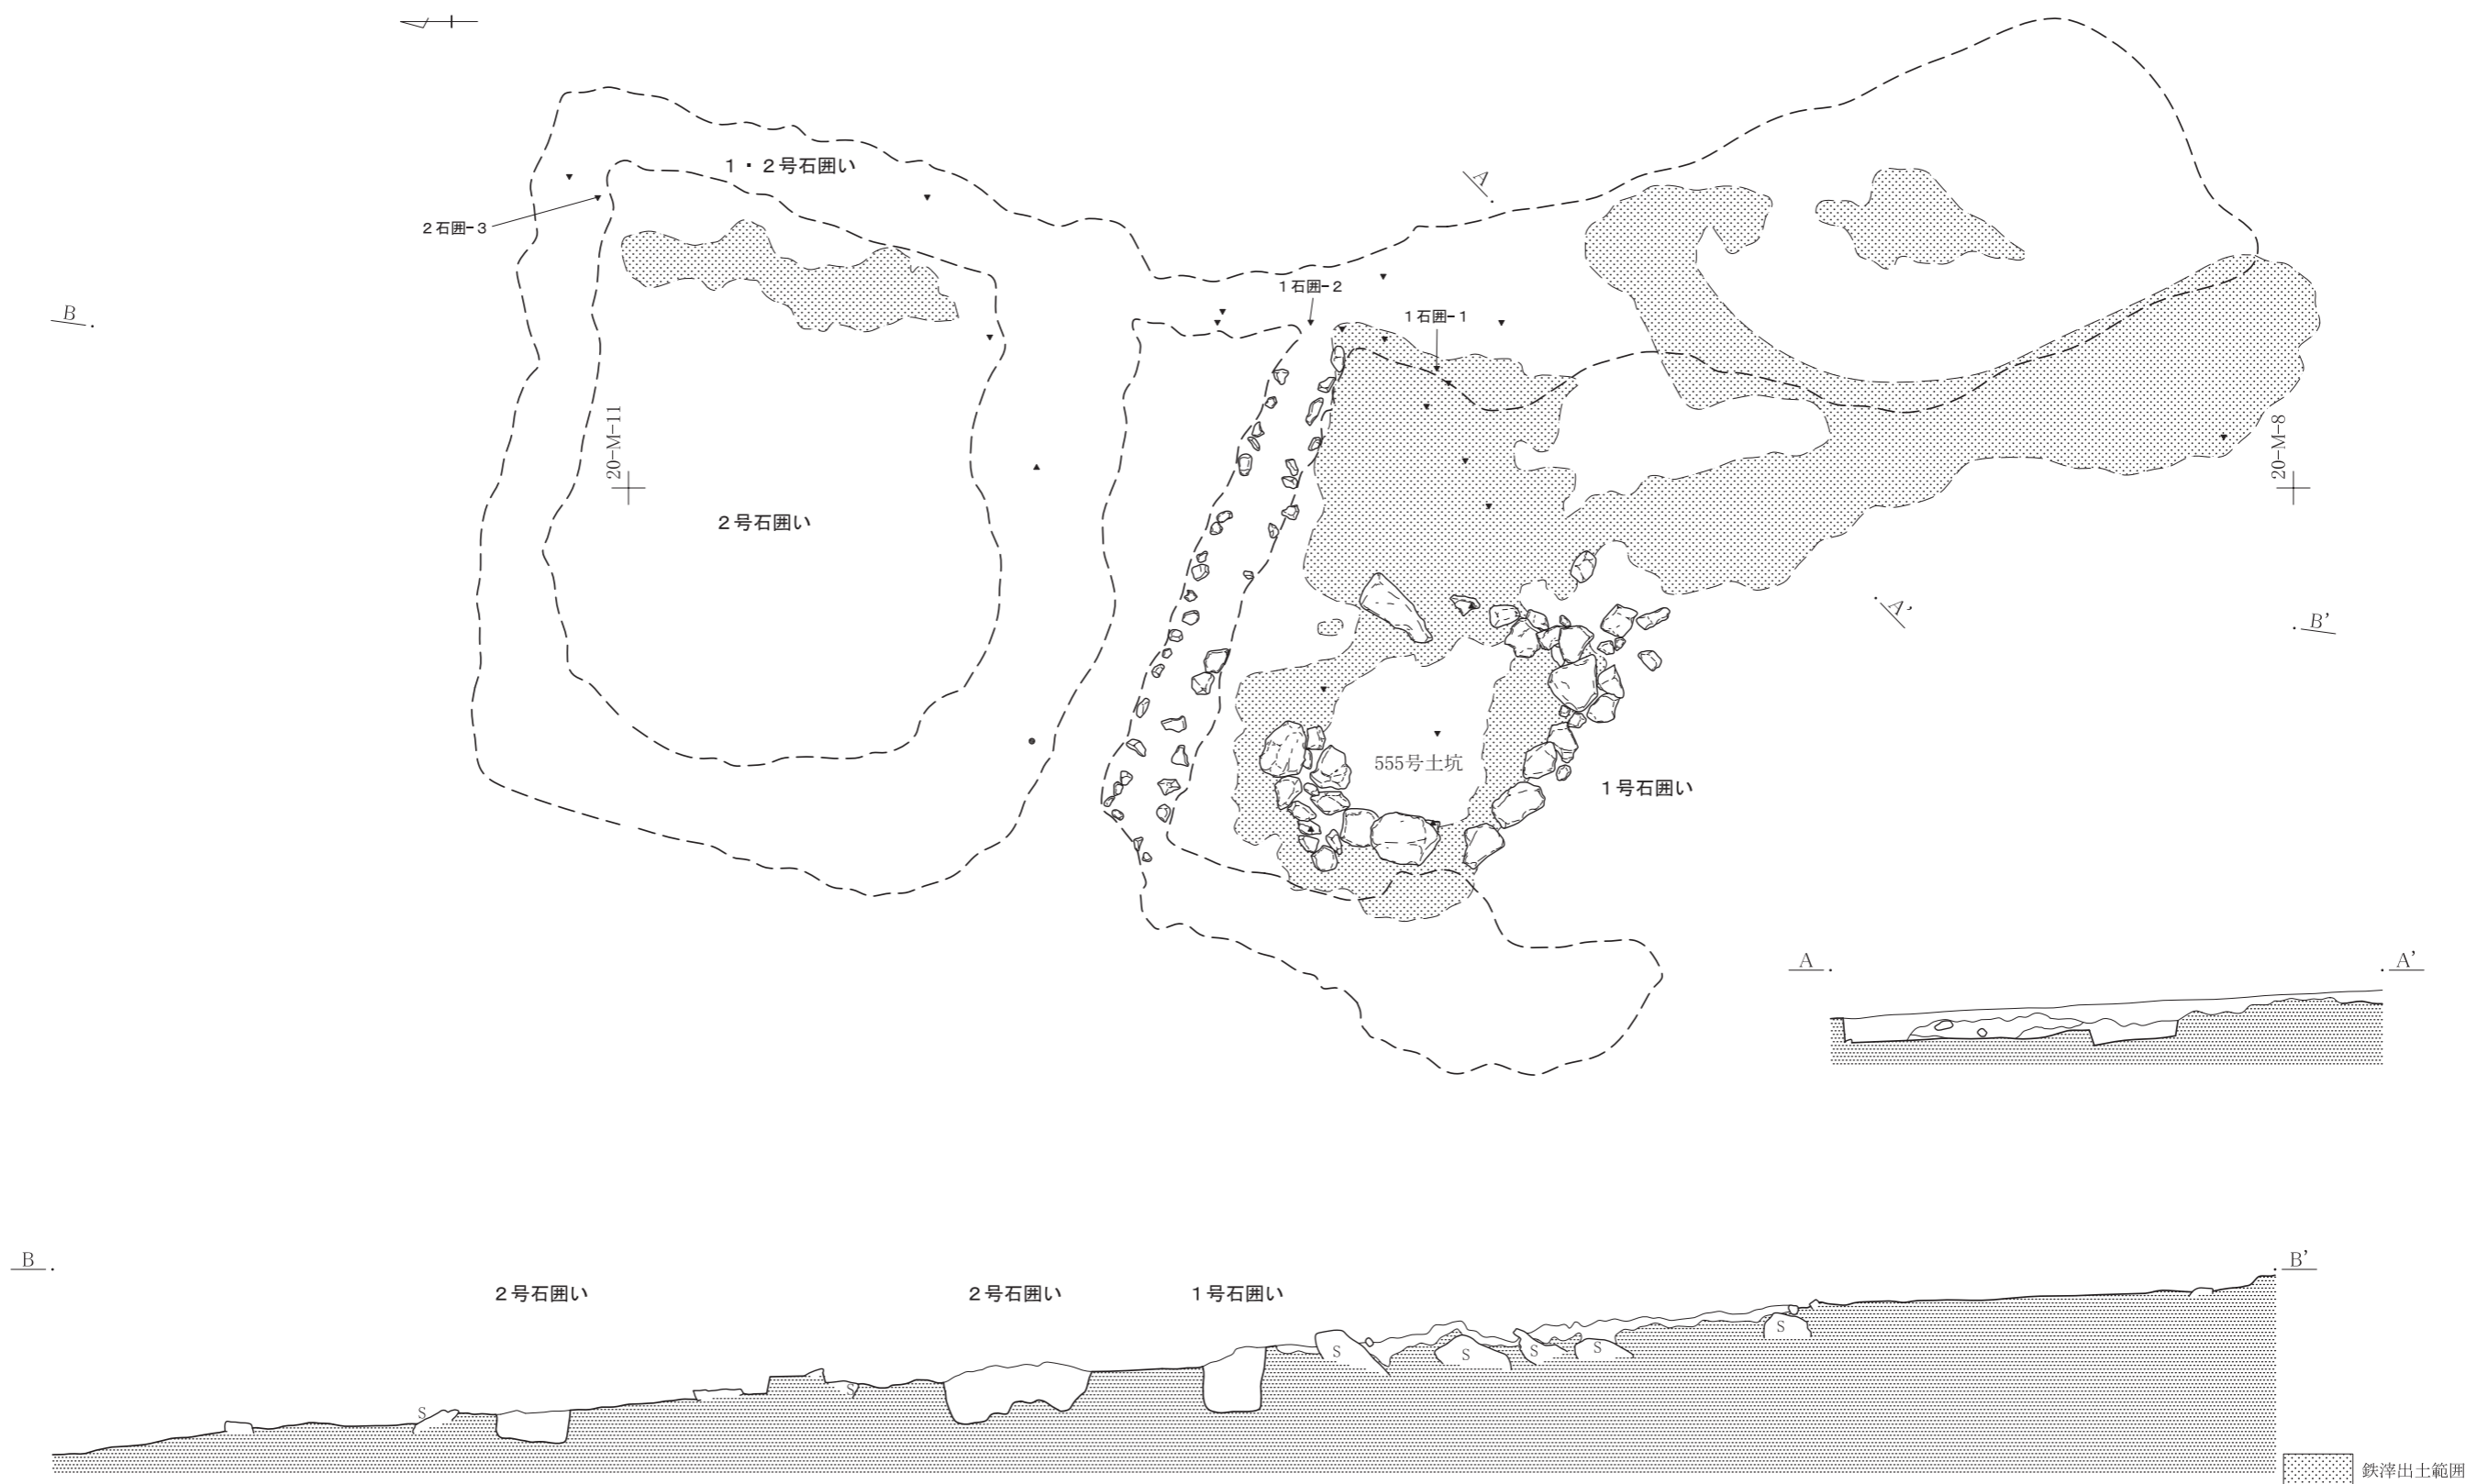 1・2号石囲い
A
2石囲-3
1石囲-2
B
1石囲-1
20-M-11
20-M-8
2号石囲い
A'
B'
555号土坑
1号石囲い
A
A'
B
B'
2号石囲い
2号石囲い
1号石囲い
S
S
S
S
S
S
S
鉄滓出土範囲